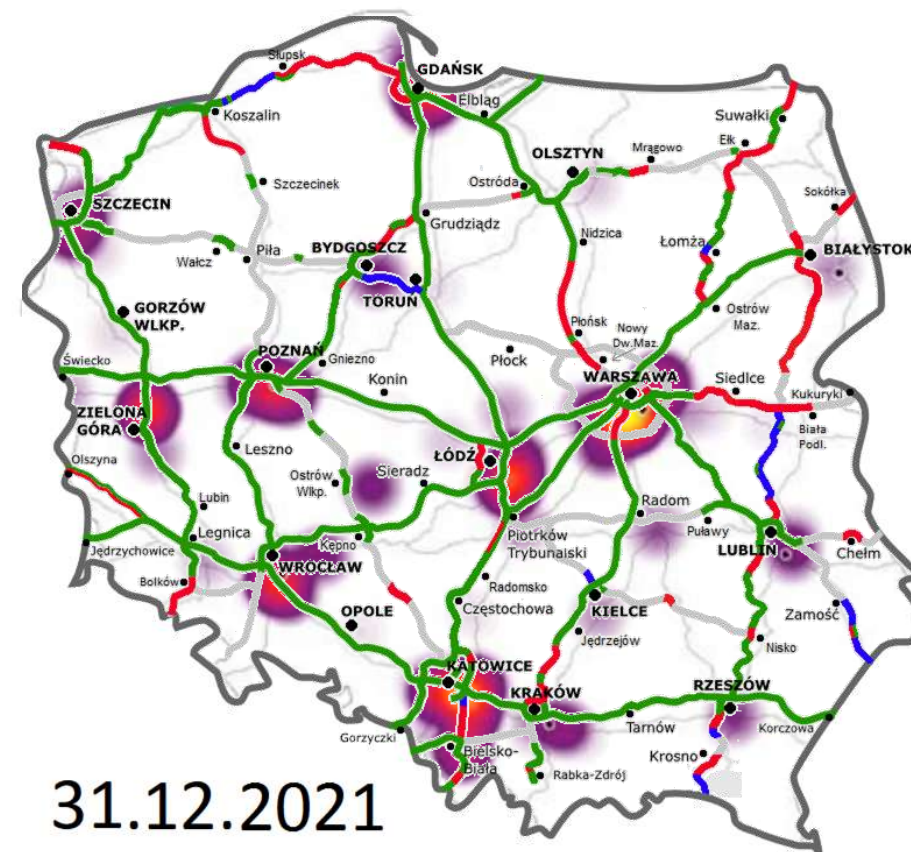 Słupsk
GDAŃSK
Elbląg
Koszalin
Suwałki
Ełk
Mrągowo
OLSZTYN
Szczecinek
Ostróda
Sokółka
SZCZECIN
Grudziądz
Nidzica
Łomża
BIAŁYSTOK
Piła
Wałcz
BYDGOSZCZ
TORUŃ
GORZÓW
WLKP.
Ostrów
Maz.
Płońsk
Nowy
Dw.Maz.
Świecko
POZNAŃ
Gniezno
Płock
Konin
WARSZAWA
Siedlce
Kukuryki
Biała
Podl.
ZIELONA
GÓRA
Leszno
ŁÓDŹ
Sieradz
Olszyna
Ostrów
Wlkp.
Lubin
Radom
Legnica
Piotrków
Trybunalski
Puławy
LUBLIN
Chełm
Jędrzychowice
Kępno
WROCŁAW
Bolków
Radomsko
Częstochowa
KIELCE
Zamość
OPOLE
Jędrzejów
Nisko
KATOWICE
KRAKÓW
RZESZÓW
Gorzyczki
Tarnów
Korczowa
Bielsko-
Biała
Krosno
Rabka-Zdrój
31.12.2021